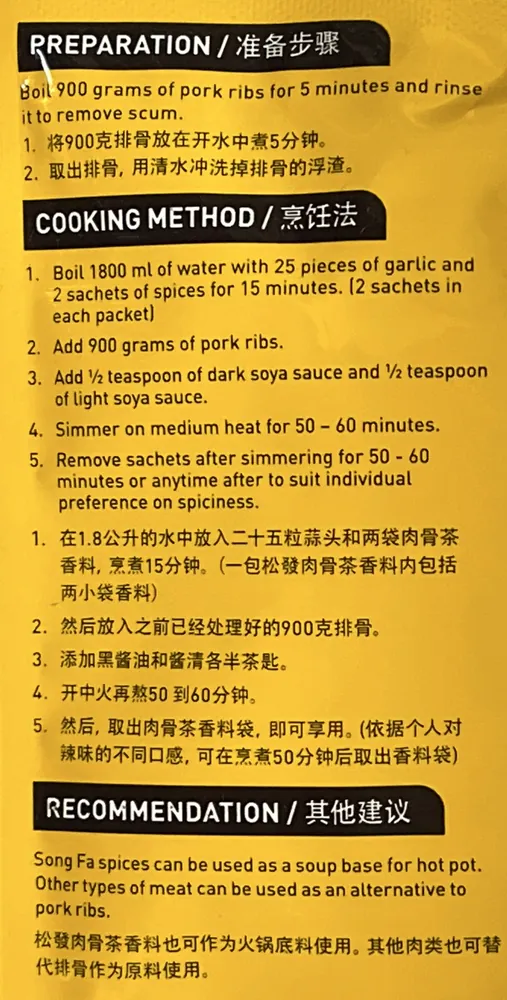 PREPARATION / 准备步骤
Boil 900 grams of pork ribs for 5 minutes and rinse
it to remove scum.
1. 将900克排骨放在开水中煮5分钟。
2. 取出排骨, 用清水冲洗掉排骨的浮渣。
COOKING METHOD / 烹饪法
1. Boil 1800 ml of water with 25 pieces of garlic and
2 sachets of spices for 15 minutes. (2 sachets in
each packet)
2. Add 900 grams of pork ribs.
3. Add ½ teaspoon of dark soya sauce and ½ teaspoon
of light soya sauce.
4. Simmer on medium heat for 50 – 60 minutes.
5. Remove sachets after simmering for 50 - 60
minutes or anytime after to suit individual
preference on spiciness.
1. 在1.8公升的水中放入二十五粒蒜头和两袋肉骨茶
香料, 烹煮15分钟。(一包松發肉骨茶香料内包括
两小袋香料)
2. 然后放入之前已经处理好的900克排骨。
3. 添加黑酱油和酱清各半茶匙。
4. 开中火再熬50 到60分钟。
5. 然后, 取出肉骨茶香料袋, 即可享用。(依据个人对
辣味的不同口感, 可在烹煮50分钟后取出香料袋)
RECOMMENDATION / 其他建议
Song Fa spices can be used as a soup base for hot pot.
Other types of meat can be used as an alternative to
pork ribs.
松發肉骨茶香料也可作为火锅底料使用。其他肉类也可替
代排骨作为原料使用。